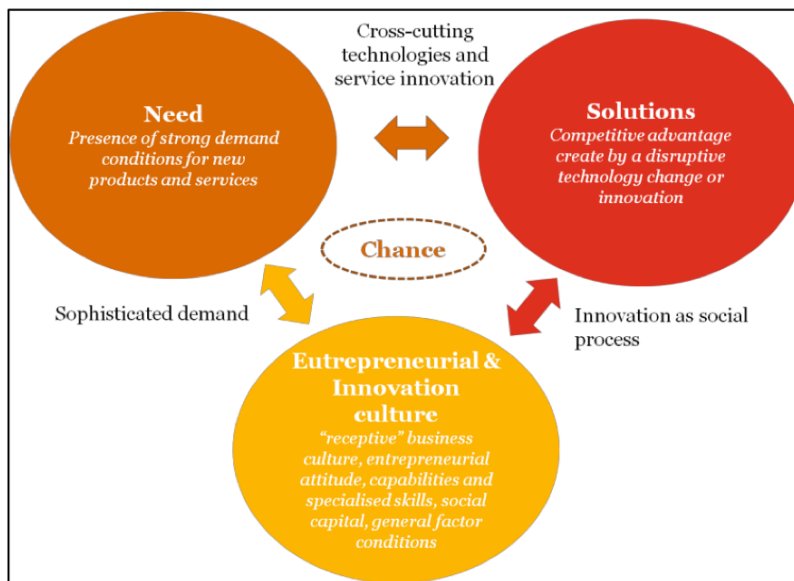 Cross-cutting
technologies and
service innovation
Need
Presence of strong demand
conditions for new
products and services
Solutions
Competitive advantage
create by a disruptive
technology change or
innovation
Chance
Sophisticated demand
Innovation as social
process
Eutrepreneurial &
Innovation
culture
“receptive” business
culture, entrepreneurial
attitude, capabilities and
specialised skills, social
capital, general factor
conditions